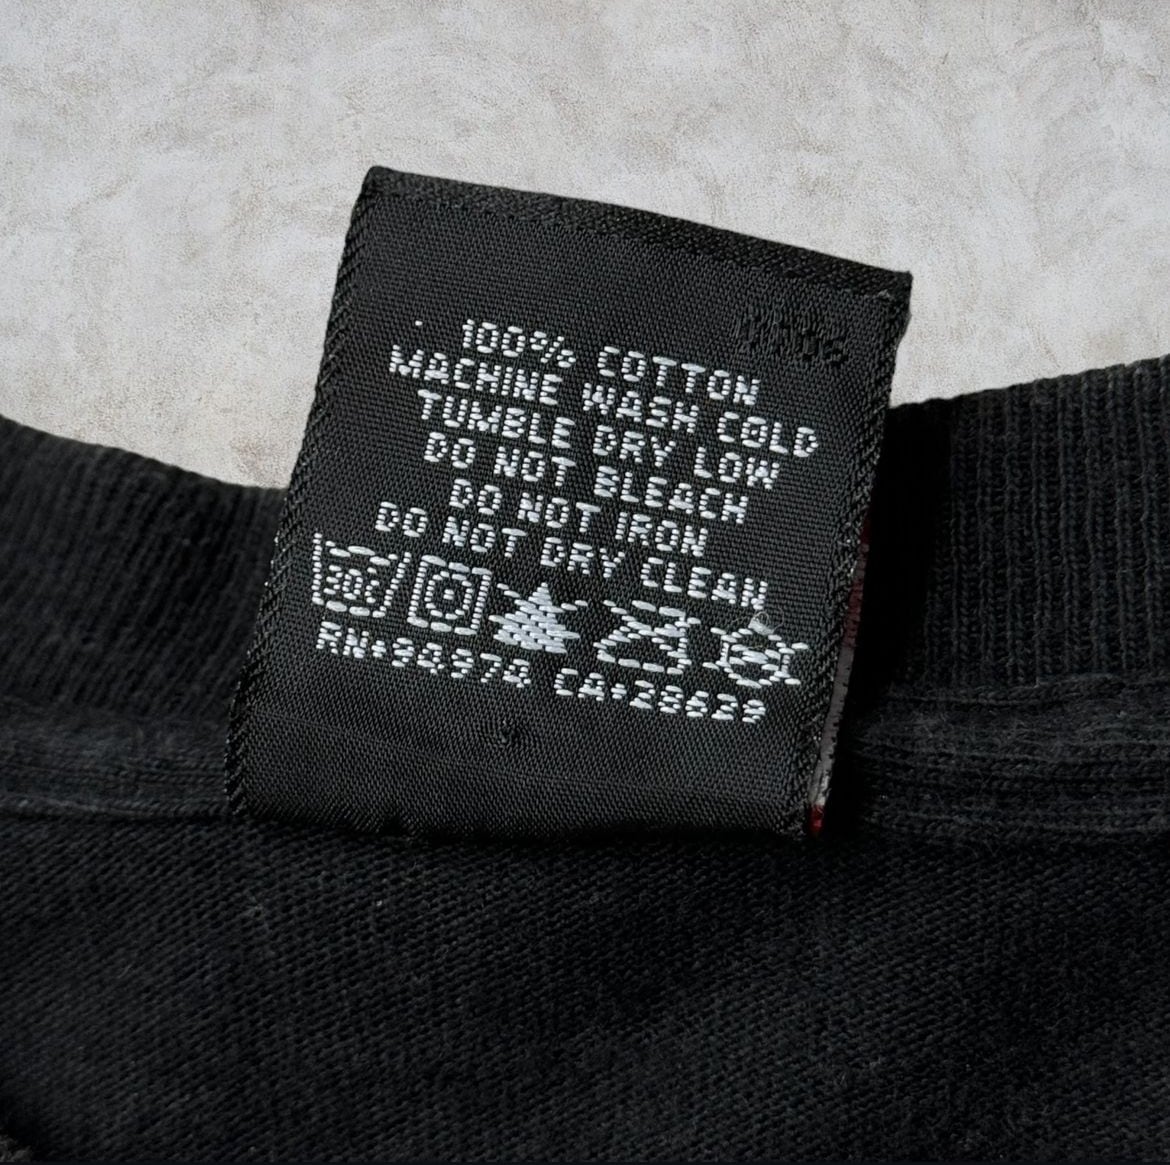 100% COTTON
MACHINE WASH COLD
TUMBLE DRY LOW
DO NOT BLEACH
DO NOT IRON
DO NOT DRY CLEAN
30c
RN#94974 CA#28629